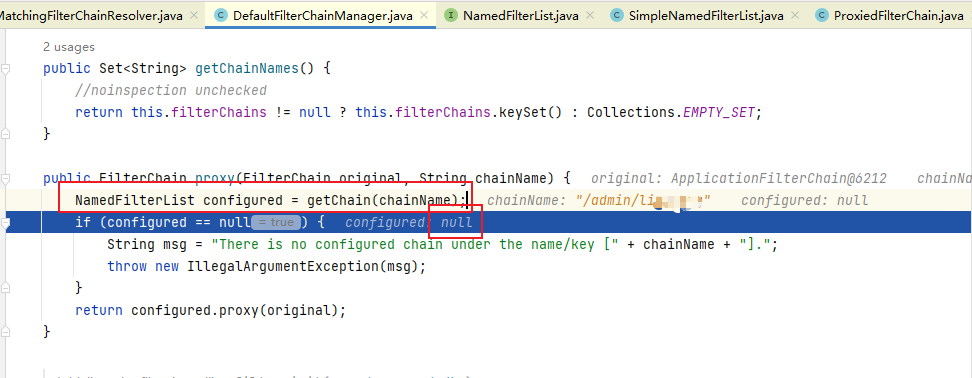 MatchingFilterChainResolver.java × C DefaultFilterChainManager.java × I NamedFilterList.java × C SimpleNamedFilterList.java × C ProxiedFilterChain.java
2 usages
public Set<String> getChainNames() {
//noinspection unchecked
return this.filterChains != null ? this.filterChains.keySet() : Collections.EMPTY_SET;
}
public FilterChain proxy(FilterChain original, String chainName) { original: ApplicationFilterChain@6212 chainNa
NamedFilterList configured = getChain(chainName); chainName: "/admin/li" configured: null
if (configured == null = true ) { configured: null
String msg = "There is no configured chain under the name/key [" + chainName + "].";
throw new IllegalArgumentException(msg);
}
return configured.proxy(original);
}